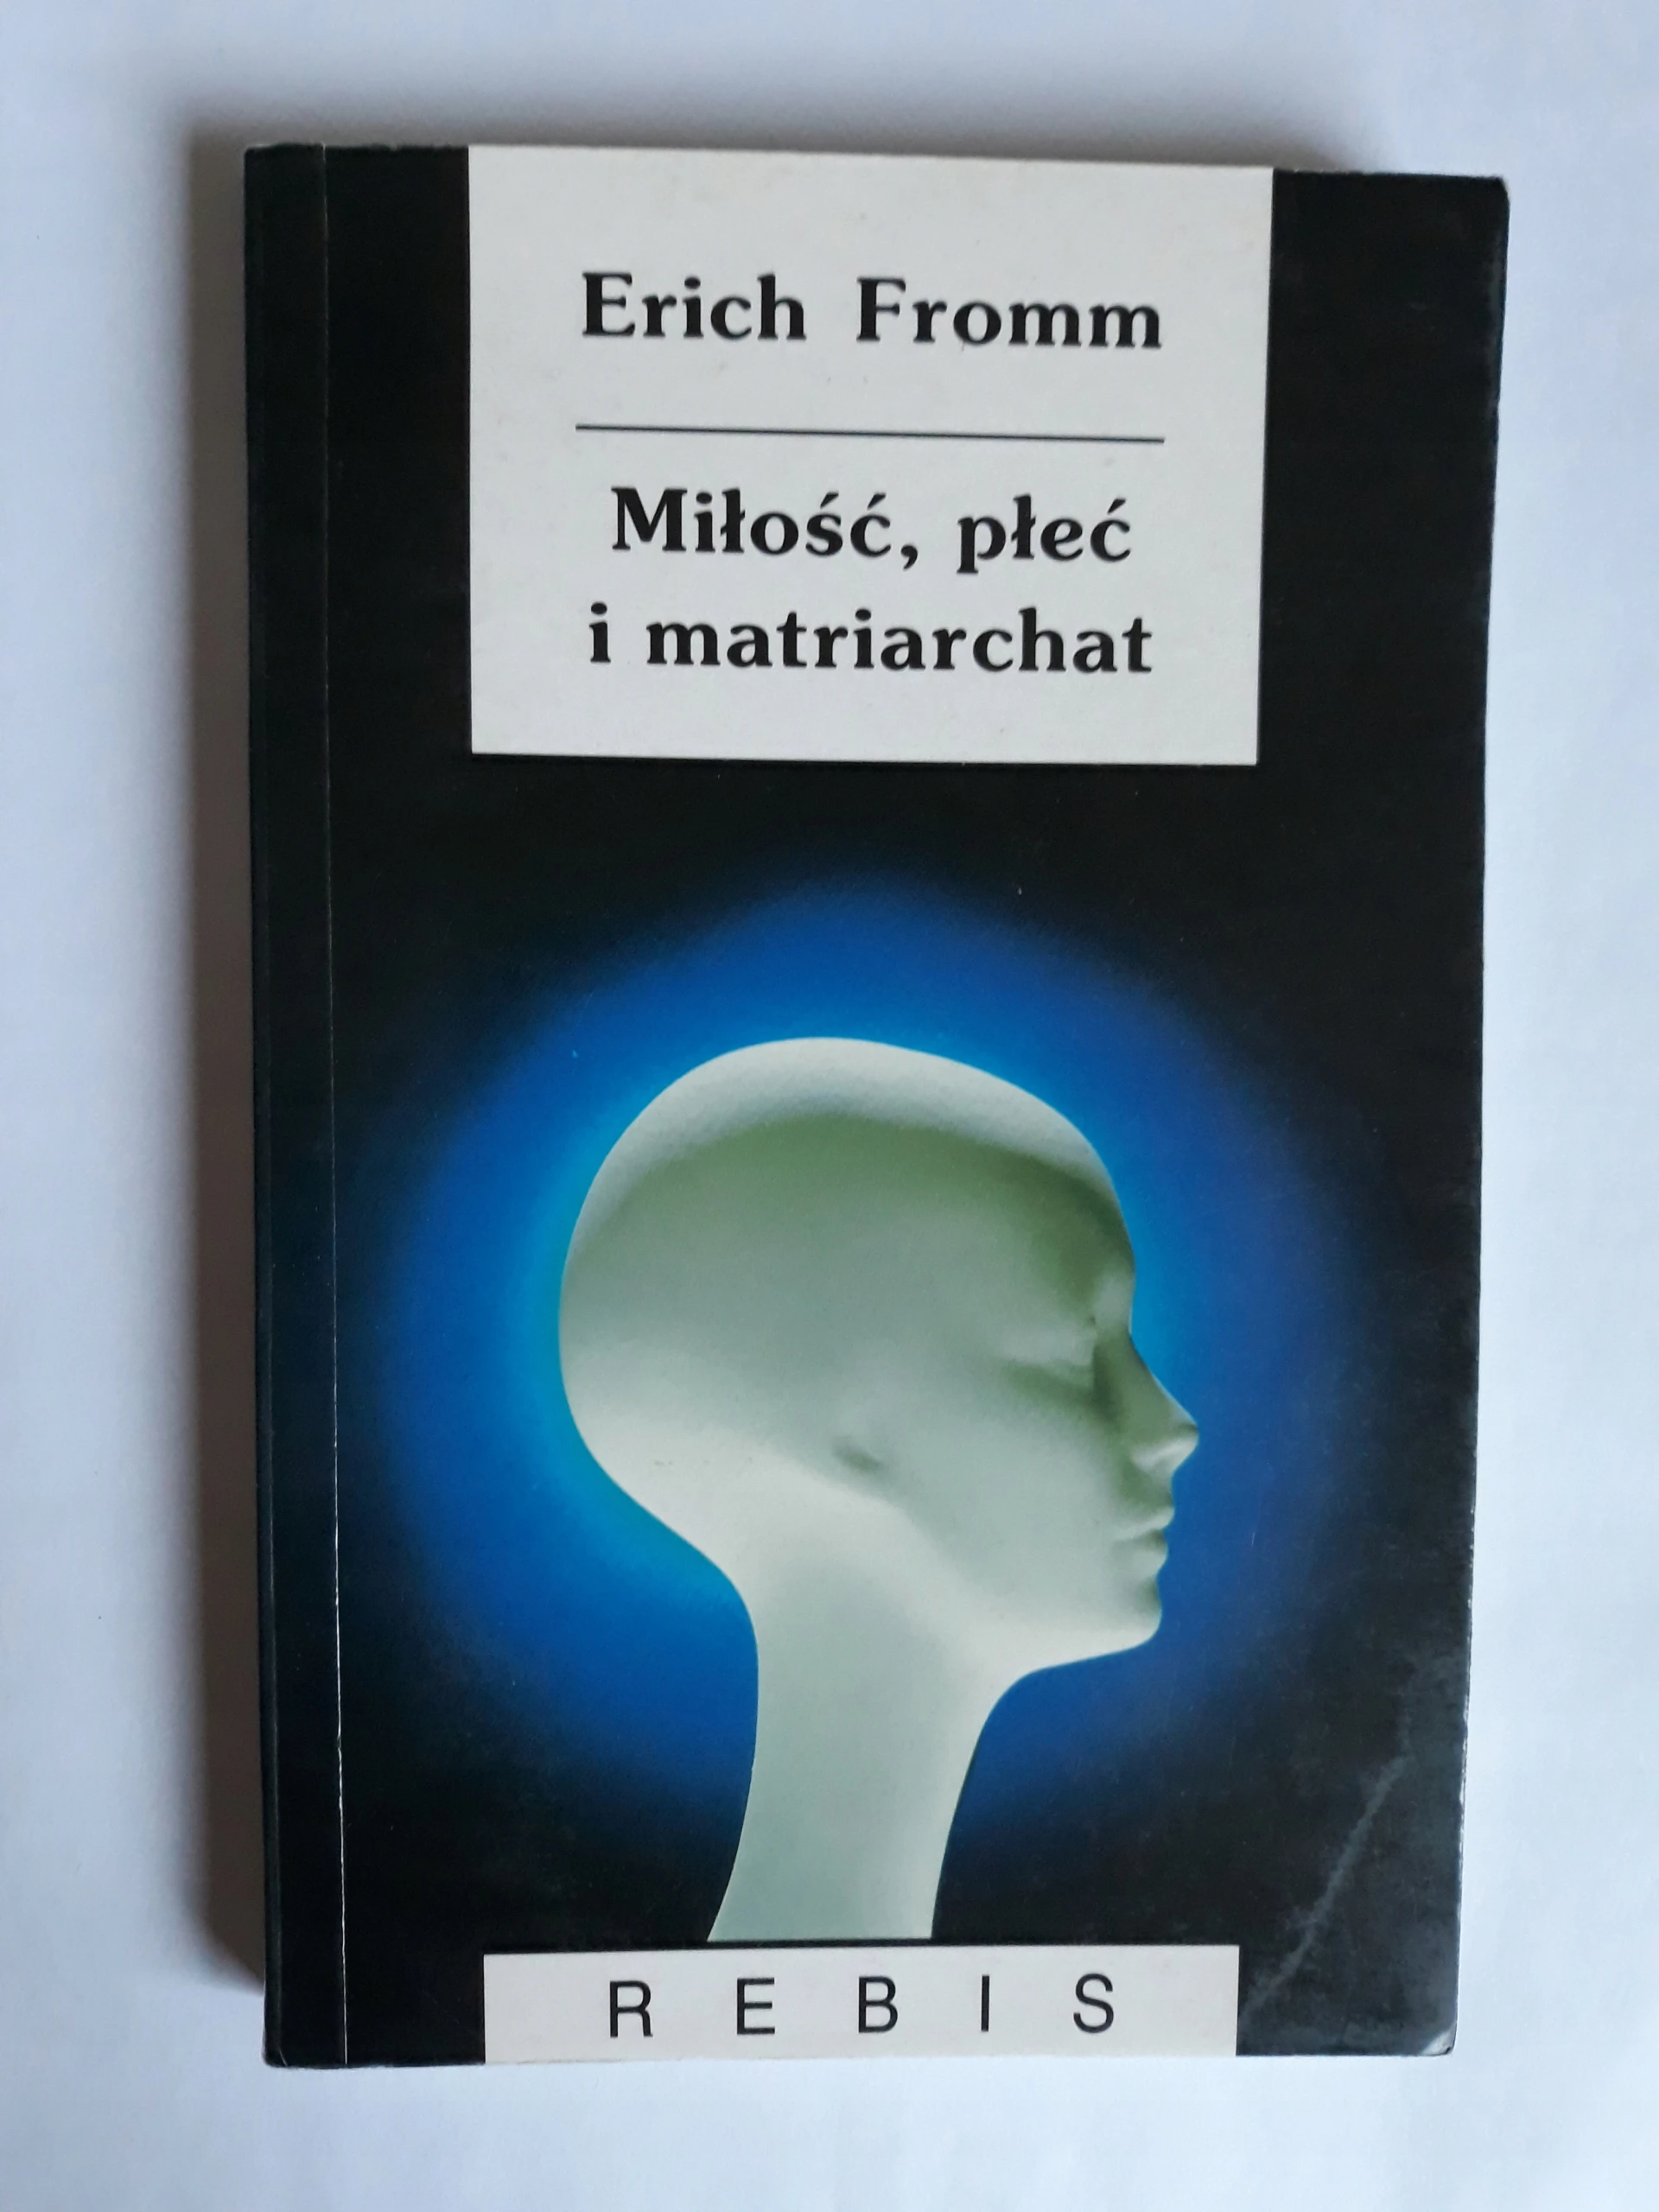 Erich Fromm
Miłość, płeć
i matriarchat
REBIS